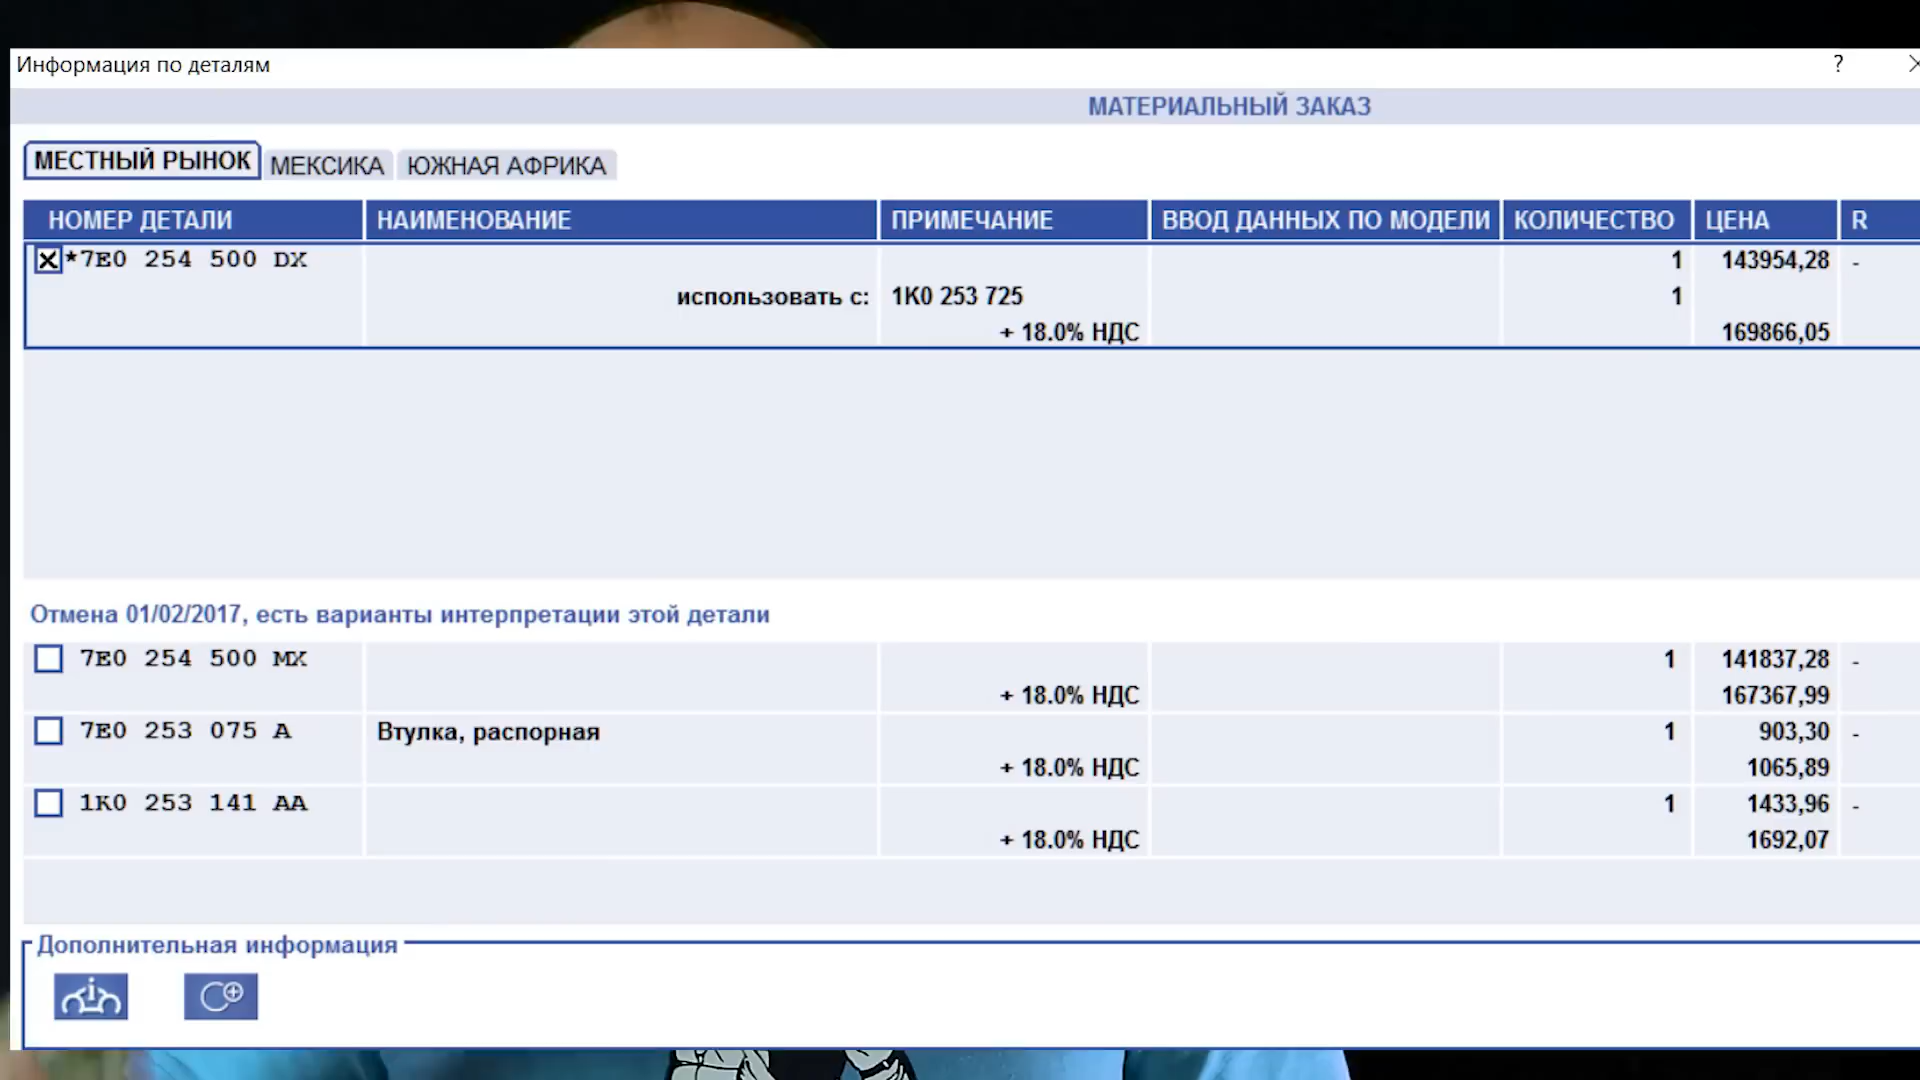 Информация по деталям ?
МАТЕРИАЛЬНЫЙ ЗАКАЗ
МЕСТНЫЙ РЫНОК МЕКСИКА ЮЖНАЯ АФРИКА
НОМЕР ДЕТАЛИ НАИМЕНОВАНИЕ ПРИМЕЧАНИЕ ВВОД ДАННЫХ ПО МОДЕЛИ КОЛИЧЕСТВО ЦЕНА R
*7E0 254 500 DX 1 143954,28 -
использовать с: 1K0 253 725 1
+ 18.0% НДС 169866,05
Отмена 01/02/2017, есть варианты интерпретации этой детали
7E0 254 500 MX 1 141837,28 -
+ 18.0% НДС 167367,99
7E0 253 075 A Втулка, распорная 1 903,30 -
+ 18.0% НДС 1065,89
1K0 253 141 AA 1 1433,96 -
+ 18.0% НДС 1692,07
Дополнительная информация